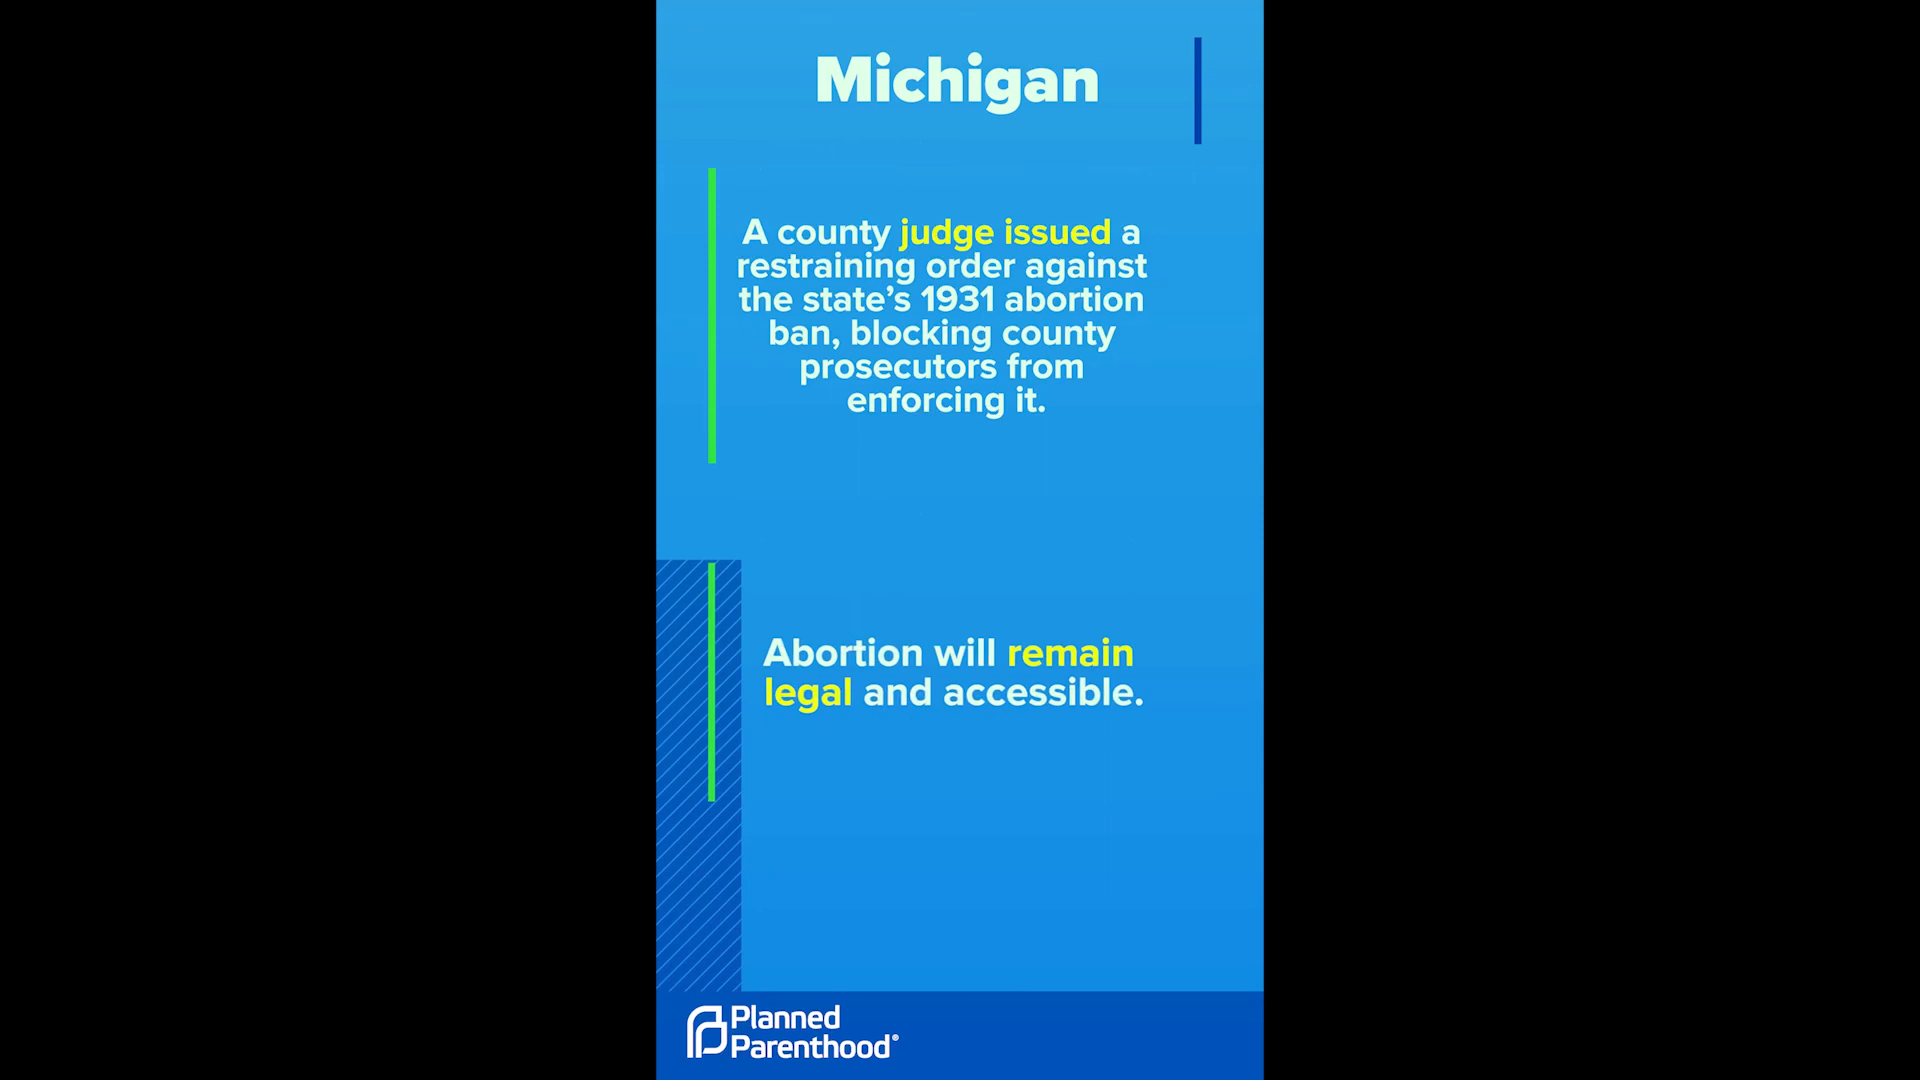 Michigan
A county judge issued a
restraining order against
the state’s 1931 abortion
ban, blocking county
prosecutors from
enforcing it.
Abortion will remain
legal and accessible.
Planned
Parenthood®